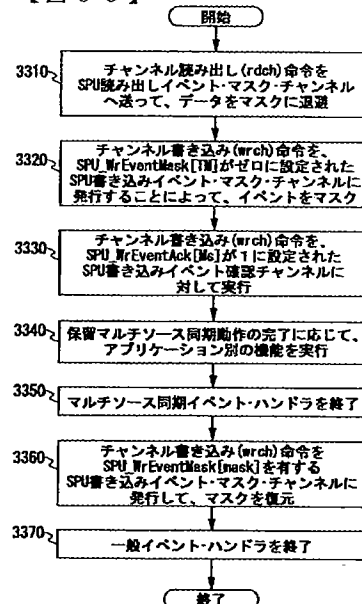 開始
3310
チャンネル読み出し(rdch)命令を
SPU読み出しイベント・マスク・チャンネル
へ送って、データをマスクに退避
3320
チャンネル書き込み(wrch)命令を、
SPU_WrEventMask[TM]がゼロに設定された
SPU書き込みイベント・マスク・チャンネルに
発行することによって、イベントをマスク
3330
チャンネル書き込み(wrch)命令を、
SPU_WrEventAck[Ms]が1に設定された
SPU書き込みイベント確認チャンネルに
対して実行
3340
保留マルチソース同期動作の完了に応じて、
アプリケーション別の機能を実行
3350
マルチソース同期イベント・ハンドラを終了
3360
チャンネル書き込み(wrch)命令を
SPU_WrEventMask[mask]を有する
SPU書き込みイベント・マスク・チャンネルに
発行して、マスクを復元
3370
一般イベント・ハンドラを終了
終了